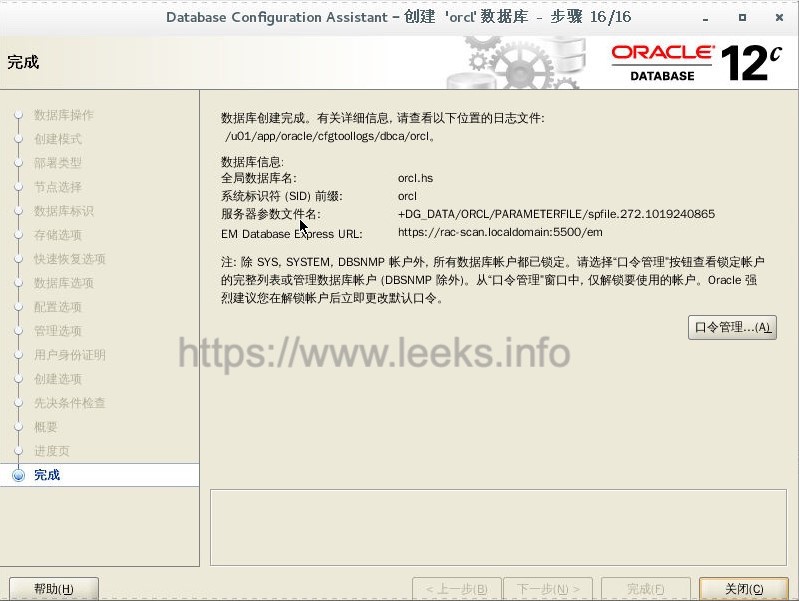 Database Configuration Assistant – 创建 'orcl' 数据库 - 步骤 16/16
完成
ORACLE
DATABASE
12c
数据库操作
创建模式
部署类型
节点选择
数据库标识
存储选项
快速恢复选项
数据库选项
配置选项
管理选项
用户身份证明
创建选项
先决条件检查
概要
进度页
完成
数据库创建完成。有关详细信息, 请查看以下位置的日志文件:
/u01/app/oracle/cfgtoollogs/dbca/orcl。
数据库信息:
全局数据库名: orcl.hs
系统标识符 (SID) 前缀: orcl
服务器参数文件名: +DG_DATA/ORCL/PARAMETERFILE/spfile.272.1019240865
EM Database Express URL: https://rac-scan.localdomain:5500/em
注: 除 SYS, SYSTEM, DBSNMP 帐户外, 所有数据库帐户都已锁定。请选择“口令管理”按钮查看锁定帐户
的完整列表或管理数据库帐户 (DBSNMP 除外)。从“口令管理”窗口中, 仅解锁要使用的帐户。Oracle 强
烈建议您在解锁帐户后立即更改默认口令。
口令管理...(A)
https://www.leeks.info
帮助(H)
< 上一步(B)
下一步(N) >
完成(F)
关闭(C)